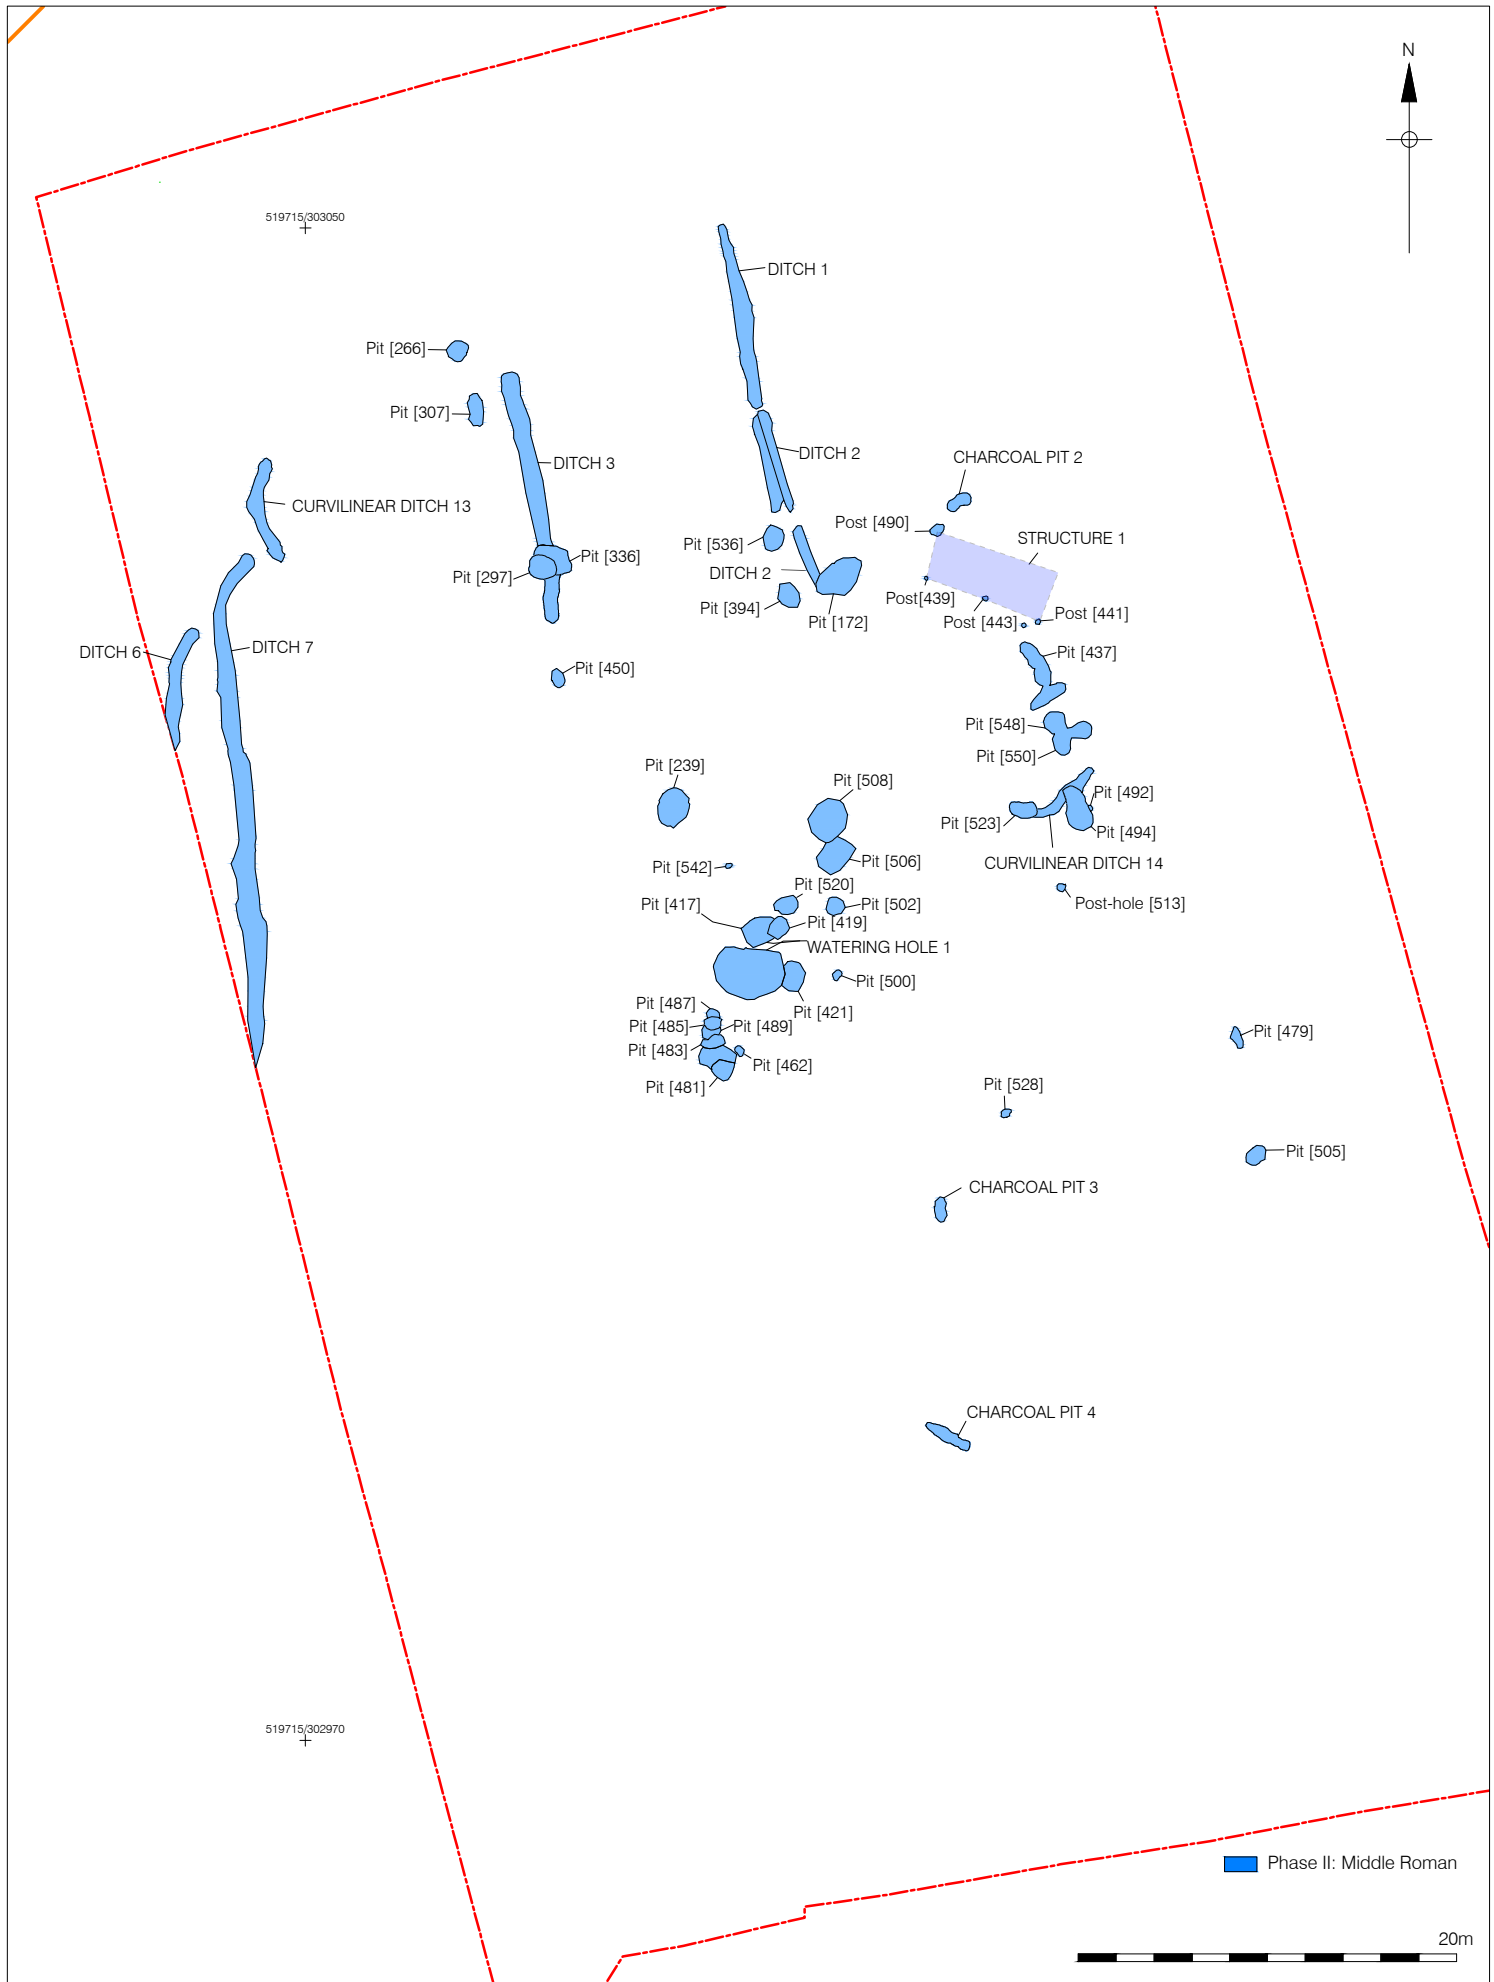 N
519715/303050
DITCH 1
Pit [266]
Pit [307]
DITCH 3
DITCH 2
CHARCOAL PIT 2
CURVILINEAR DITCH 13
Post [490]
STRUCTURE 1
Pit [536]
Pit [336]
Pit [297]
DITCH 2
Post[439]
Pit [394]
Pit [172]
Post [443]
Post [441]
DITCH 6
DITCH 7
Pit [437]
Pit [450]
Pit [548]
Pit [550]
Pit [239]
Pit [508]
Pit [492]
Pit [523]
Pit [494]
Pit [542]
Pit [506]
CURVILINEAR DITCH 14
Pit [520]
Pit [417]
Pit [502]
Post-hole [513]
Pit [419]
WATERING HOLE 1
Pit [500]
Pit [487]
Pit [421]
Pit [485]
Pit [489]
Pit [479]
Pit [483]
Pit [462]
Pit [481]
Pit [528]
Pit [505]
CHARCOAL PIT 3
CHARCOAL PIT 4
519715/302970
Phase II: Middle Roman
20m